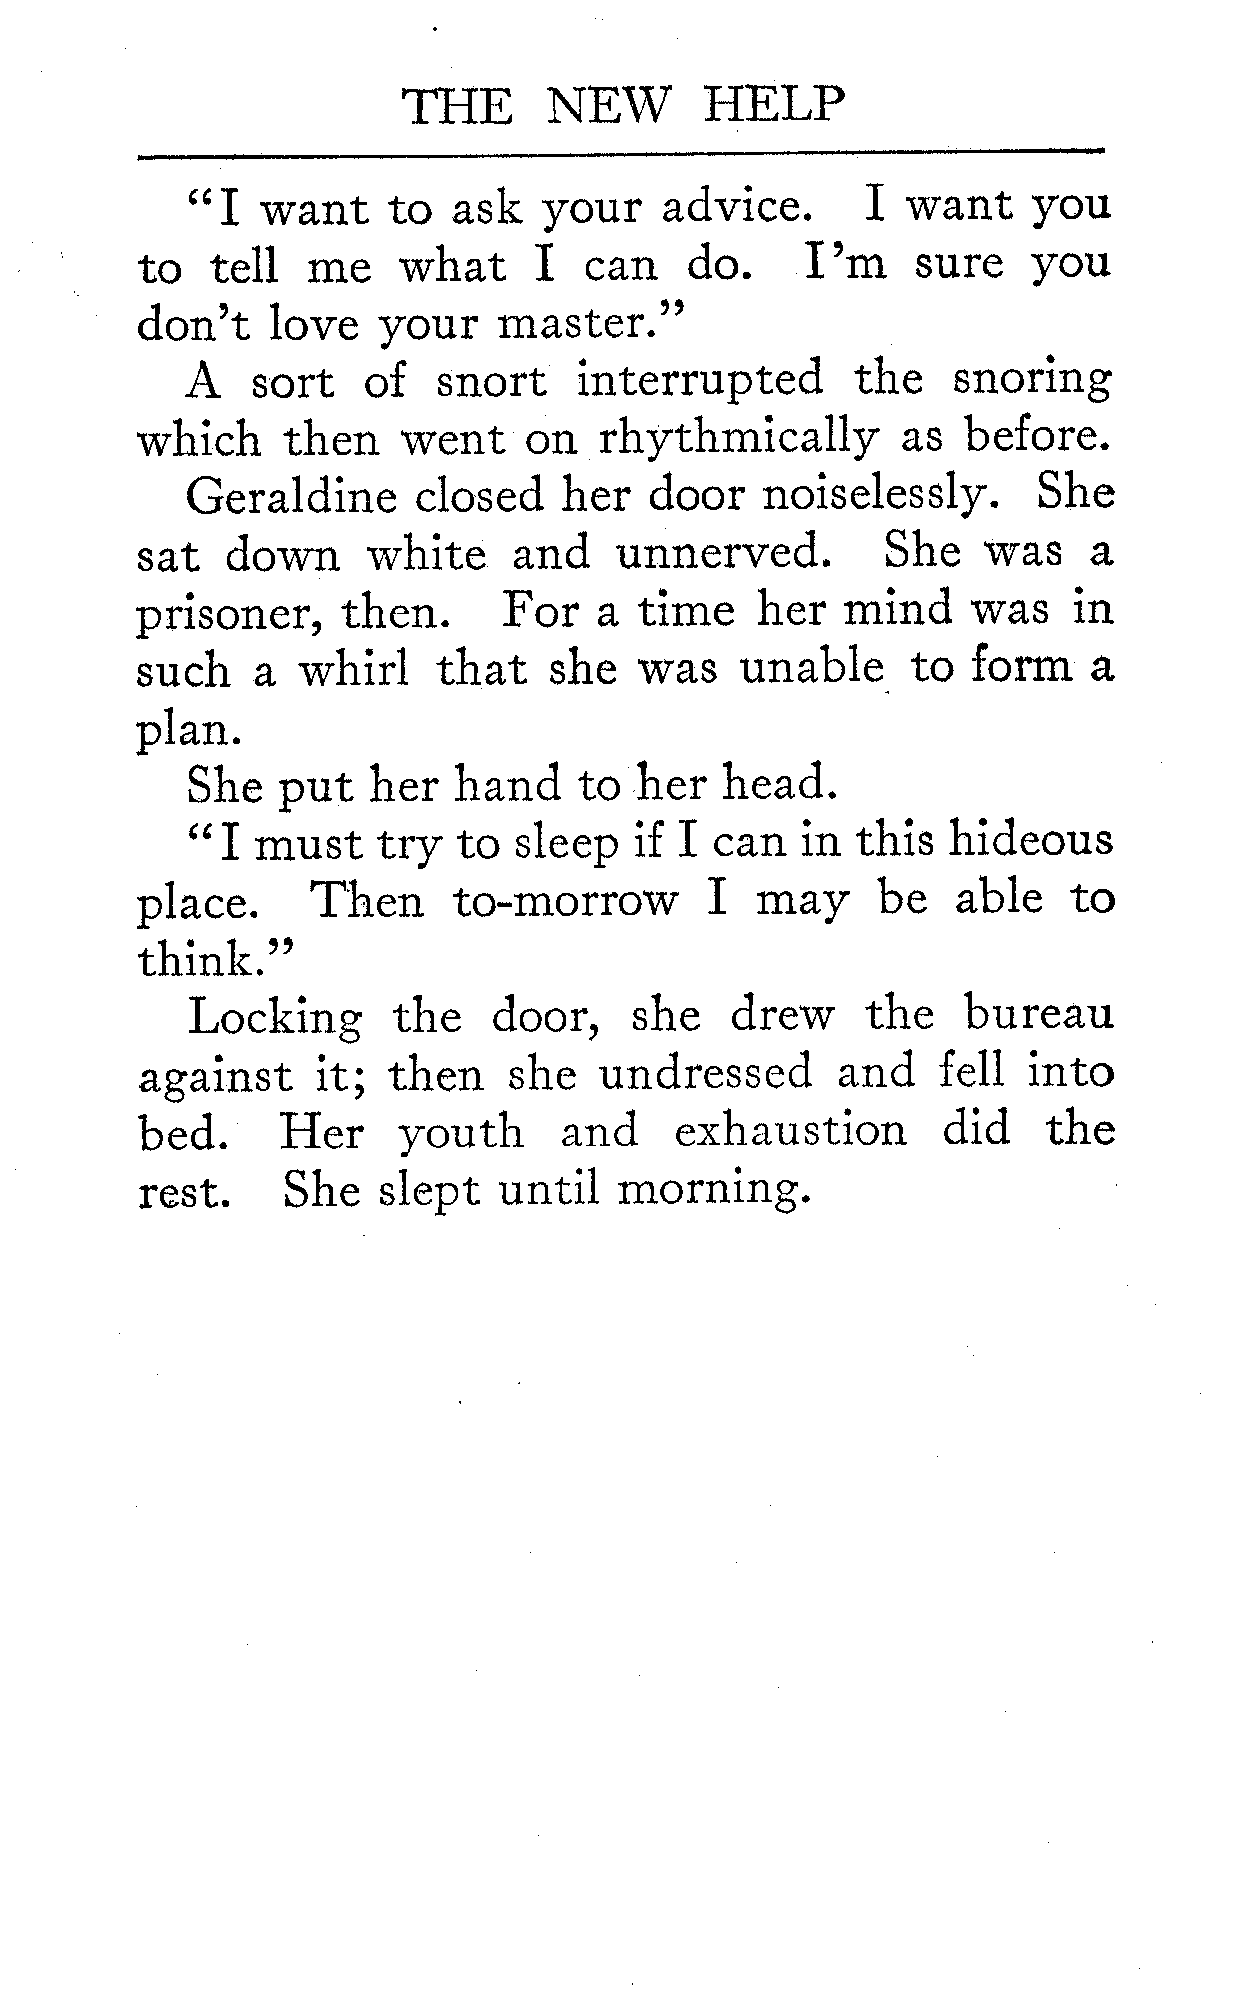 THE NEW HELP
"I want to ask your advice. I want you
to tell me what I can do. I'm sure you
don't love your master."
A sort of snort interrupted the snoring
which then went on rhythmically as before.
Geraldine closed her door noiselessly. She
sat down white and unnerved. She was a
prisoner, then. For a time her mind was in
such a whirl that she was unable to form a
plan.
She put her hand to her head.
"I must try to sleep if I can in this hideous
place. Then to-morrow I may be able to
think."
Locking the door, she drew the bureau
against it; then she undressed and fell into
bed. Her youth and exhaustion did the
rest. She slept until morning.